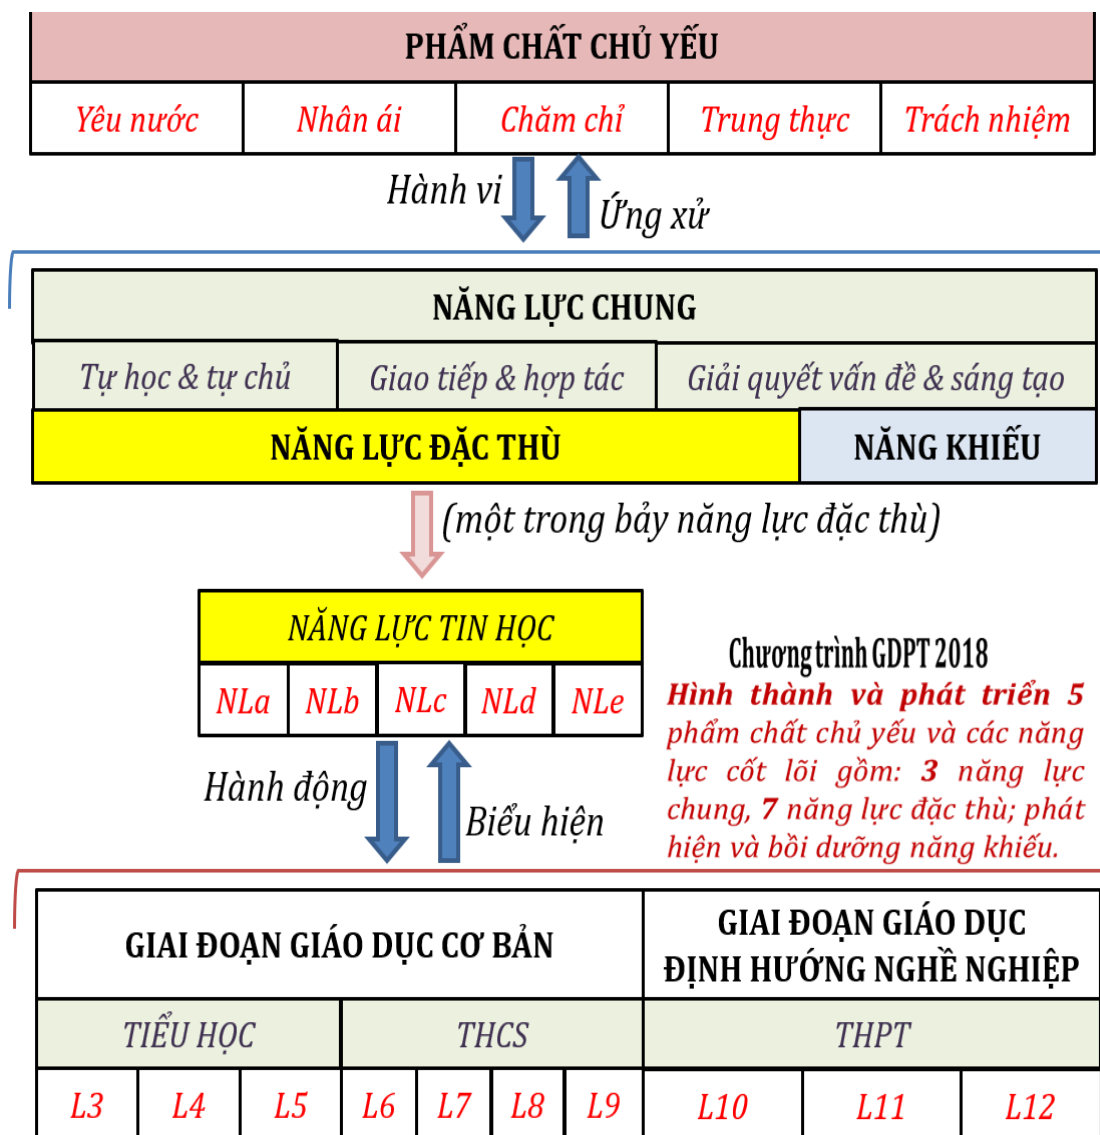 PHẨM CHẤT CHỦ YẾU
Yêu nước Nhân ái Chăm chỉ Trung thực Trách nhiệm
Hành vi
Ứng xử
NĂNG LỰC CHUNG
Tự học & tự chủ Giao tiếp & hợp tác Giải quyết vấn đề & sáng tạo
NĂNG LỰC ĐẶC THÙ NĂNG KHIẾU
(một trong bảy năng lực đặc thù)
NĂNG LỰC TIN HỌC
NLa NLb NLc NLd NLe
Hành động
Biểu hiện
Chương trình GDPT 2018
Hình thành và phát triển 5
phẩm chất chủ yếu và các năng
lực cốt lõi gồm: 3 năng lực
chung, 7 năng lực đặc thù; phát
hiện và bồi dưỡng năng khiếu.
GIAI ĐOẠN GIÁO DỤC CƠ BẢN
GIAI ĐOẠN GIÁO DỤC
ĐỊNH HƯỚNG NGHỀ NGHIỆP
TIỂU HỌC THCS THPT
L3 L4 L5 L6 L7 L8 L9 L10 L11 L12